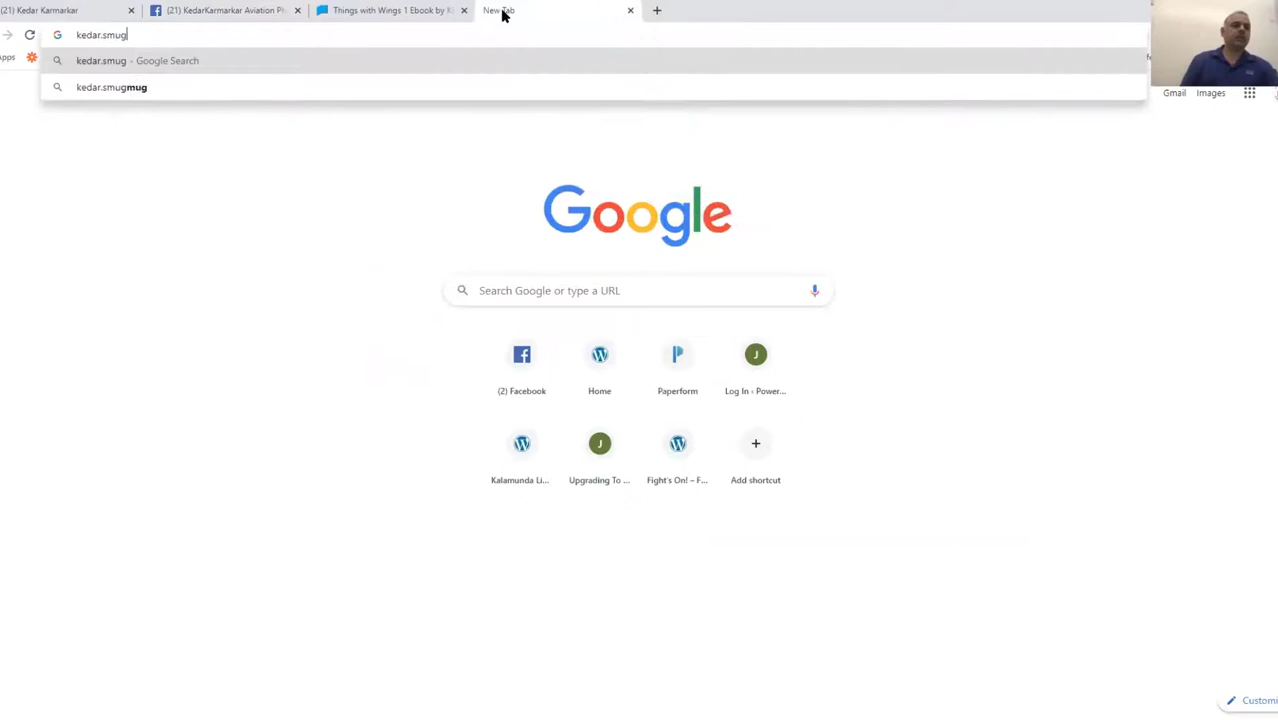 (21) Kedar Karmarkar
(21) KedarKarmarkar Aviation Ph
Things with Wings 1 Ebook by K
New Tab
kedar.smug
Apps
kedar.smug - Google Search
kedar.smugmug
Gmail Images
Google
Search Google or type a URL
(2) Facebook Home Paperform Log In ‹ Power...
Kalamunda Li... Upgrading To ... Fight's On! – F... Add shortcut
Customi